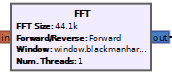 FFT
FFT Size: 44.1k
in
Forward/Reverse: Forward
out
Window: window.blackmanhar...
Num. Threads: 1